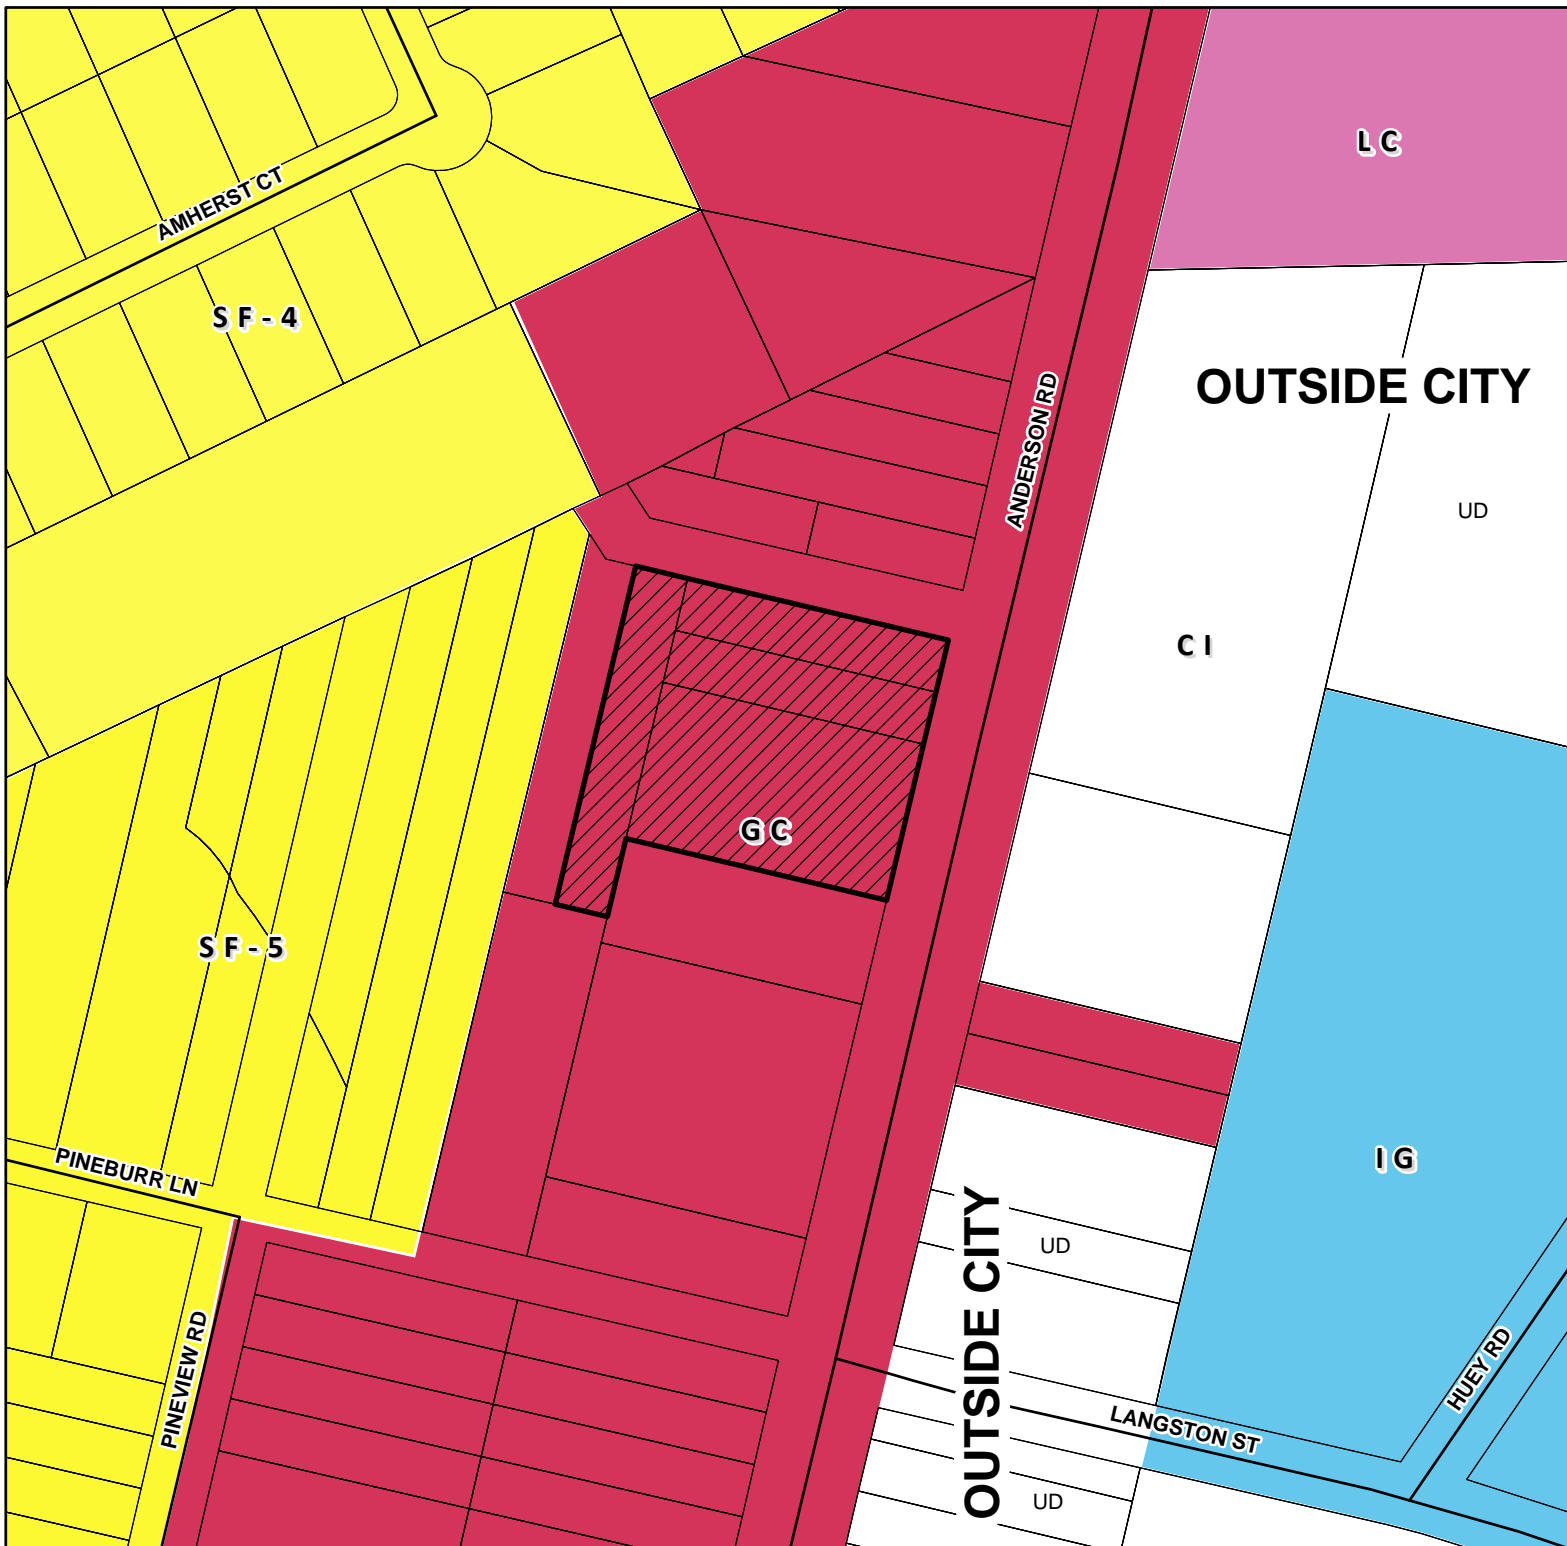 L C
AMHERST CT
S F - 4
OUTSIDE CITY
ANDERSON RD
UD
C I
G C
S F - 5
I G
PINEBURR LN
OUTSIDE CITY
UD
PINEVIEW RD
HUEY RD
LANGSTON ST
UD